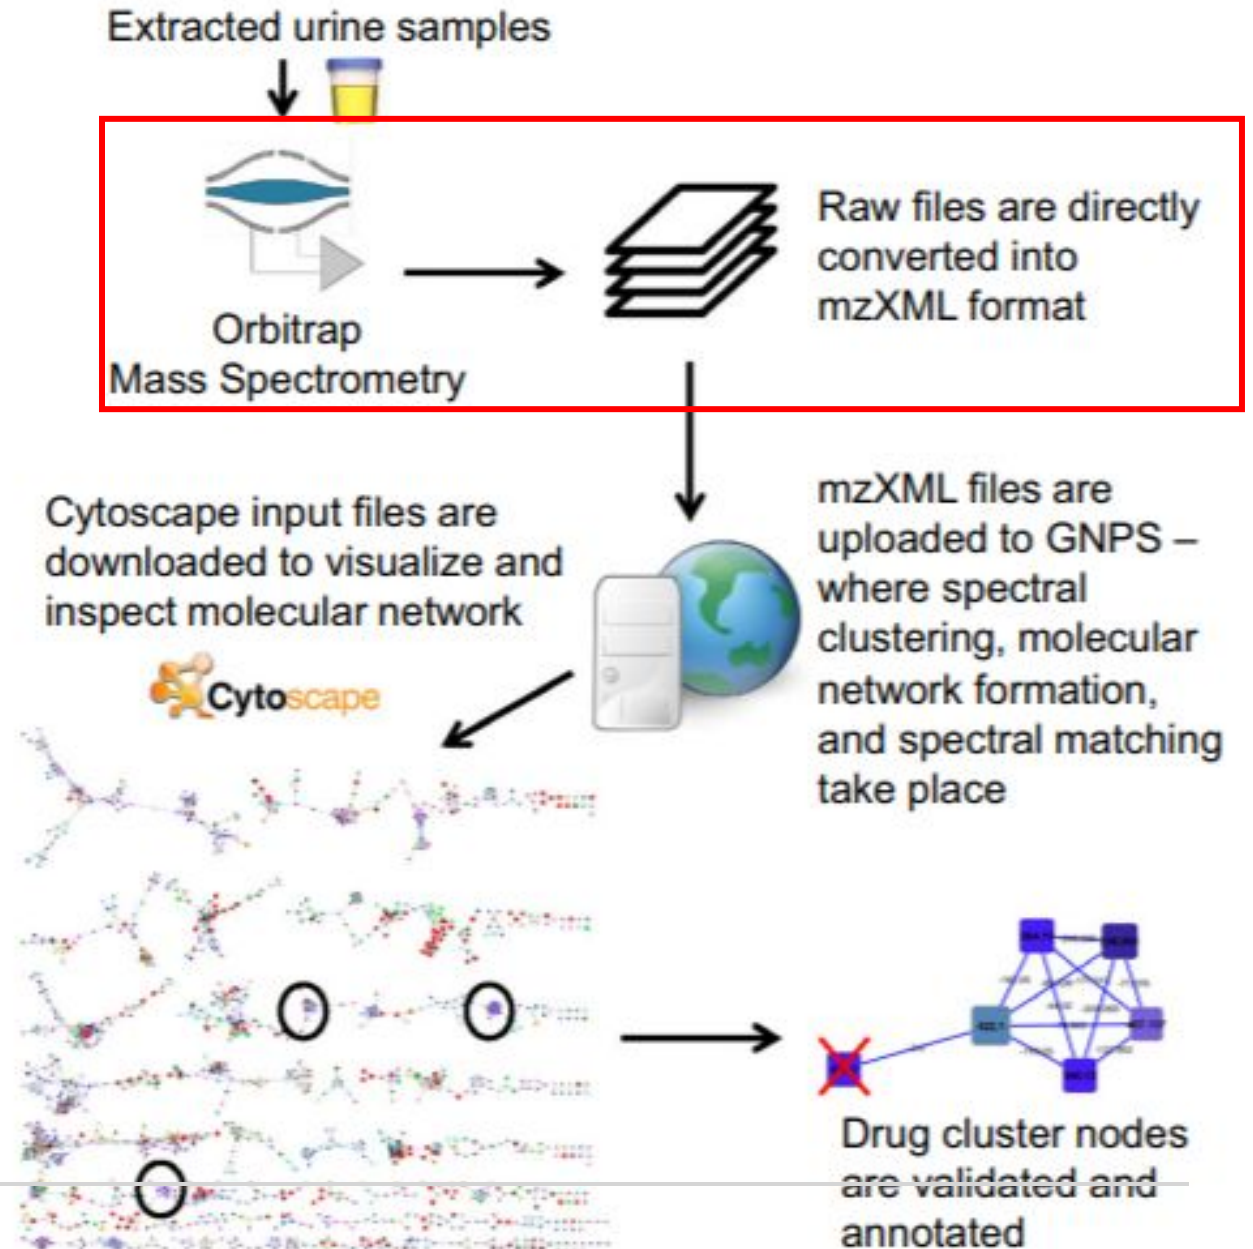 Extracted urine samples
Orbitrap
Mass Spectrometry
Raw files are directly
converted into
mzXML format
mzXML files are
uploaded to GNPS –
where spectral
clustering, molecular
network formation,
and spectral matching
take place
Cytoscape input files are
downloaded to visualize and
inspect molecular network
Cytoscape
Drug cluster nodes
are validated and
annotated